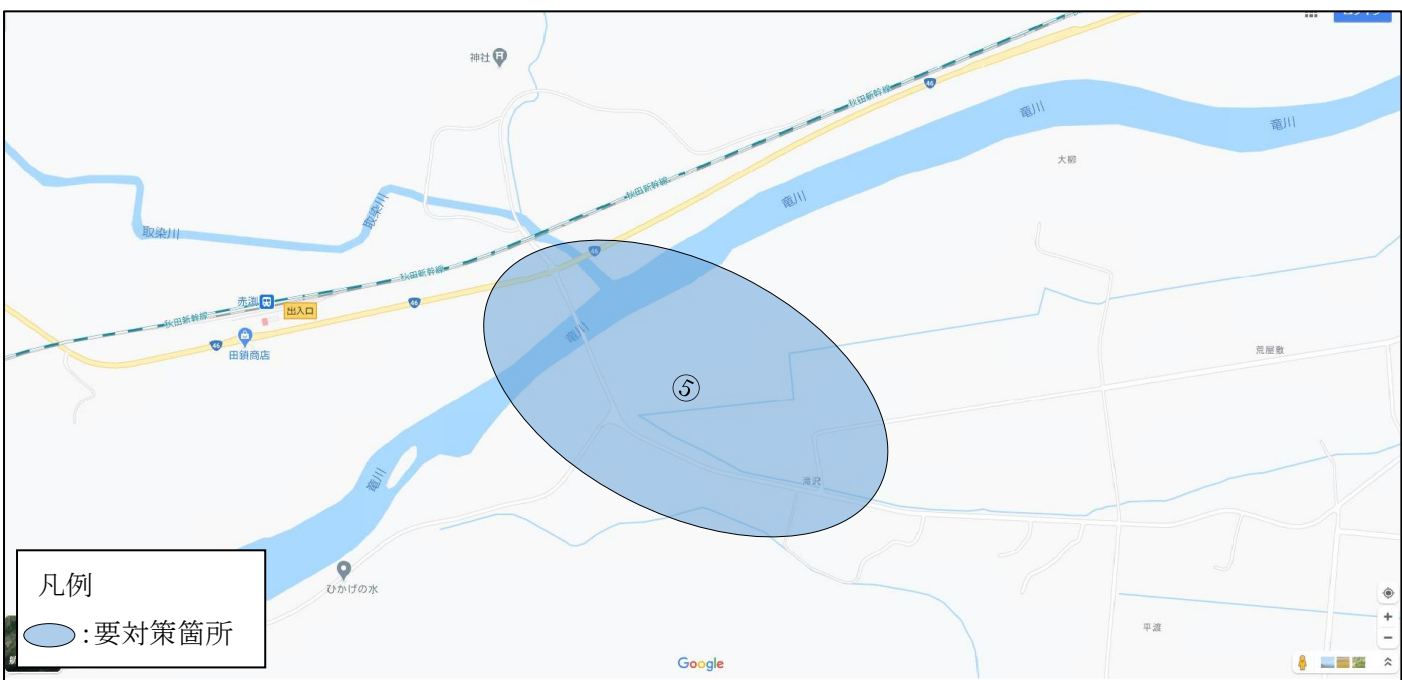 神社
46
秋田新幹線
竜川
竜川
大柳
秋田新幹線
竜川
取染川
取染川
46
秋田新幹線
赤渕
出入口
46
秋田新幹線
竜川
46
田鎖商店
荒屋敷
⑤
竜川
滝沢
ひかげの水
平渡
凡例
:要対策箇所
Google